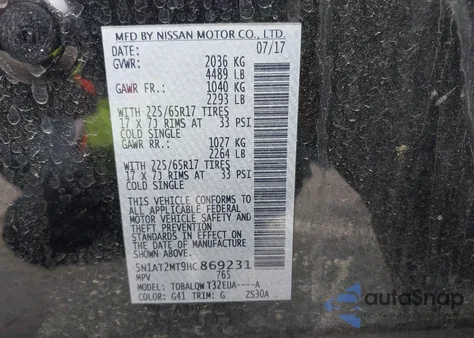 MFD BY NISSAN MOTOR CO., LTD.
DATE: 07/17
GVWR: 2036 KG
4489 LB
GAWR FR: 1040 KG
2293 LB
WITH 225/65R17 TIRES
17 X 7J RIMS AT 33 PSI
COLD SINGLE
GAWR RR: 1027 KG
2264 LB
WITH 225/65R17 TIRES
17 X 7J RIMS AT 33 PSI
COLD SINGLE
THIS VEHICLE CONFORMS TO
ALL APPLICABLE FEDERAL
MOTOR VEHICLE SAFETY AND
THEFT PREVENTION
STANDARDS IN EFFECT ON
THE DATE OF MANUFACTURE
SHOWN ABOVE.
5N1AT2MT9HC869231
MPV 765
MODEL: TDBALQW T32EUA----A
COLOR: G41 TRIM: G ZS30A
autoSnap